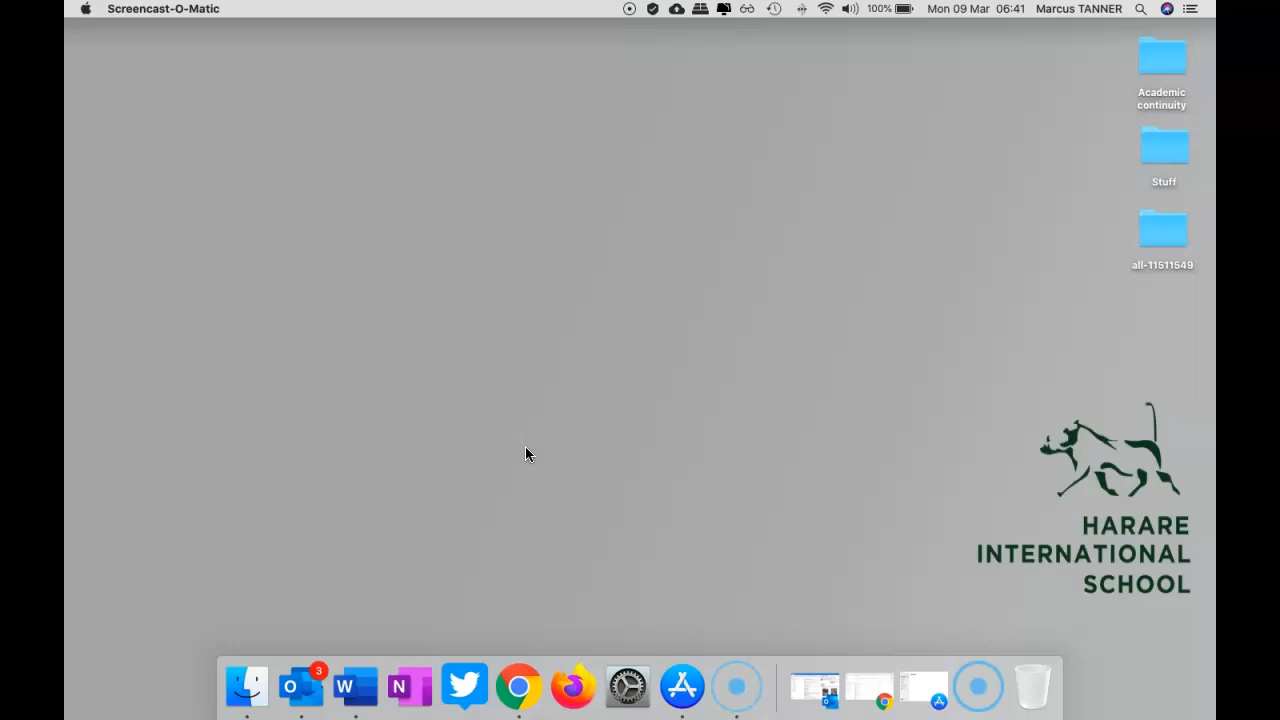 Screencast-O-Matic
100%
Mon 09 Mar 06:41
Marcus TANNER
Academic
continuity
Stuff
all-11511549
HARARE
INTERNATIONAL
SCHOOL
3
O
W
N